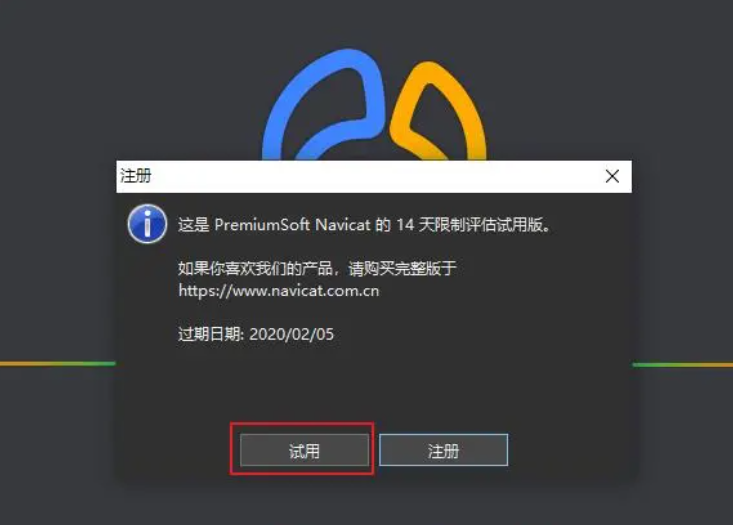 注册
这是 PremiumSoft Navicat 的 14 天限制评估试用版。
如果你喜欢我们的产品，请购买完整版于
https://www.navicat.com.cn
过期日期: 2020/02/05
试用
注册